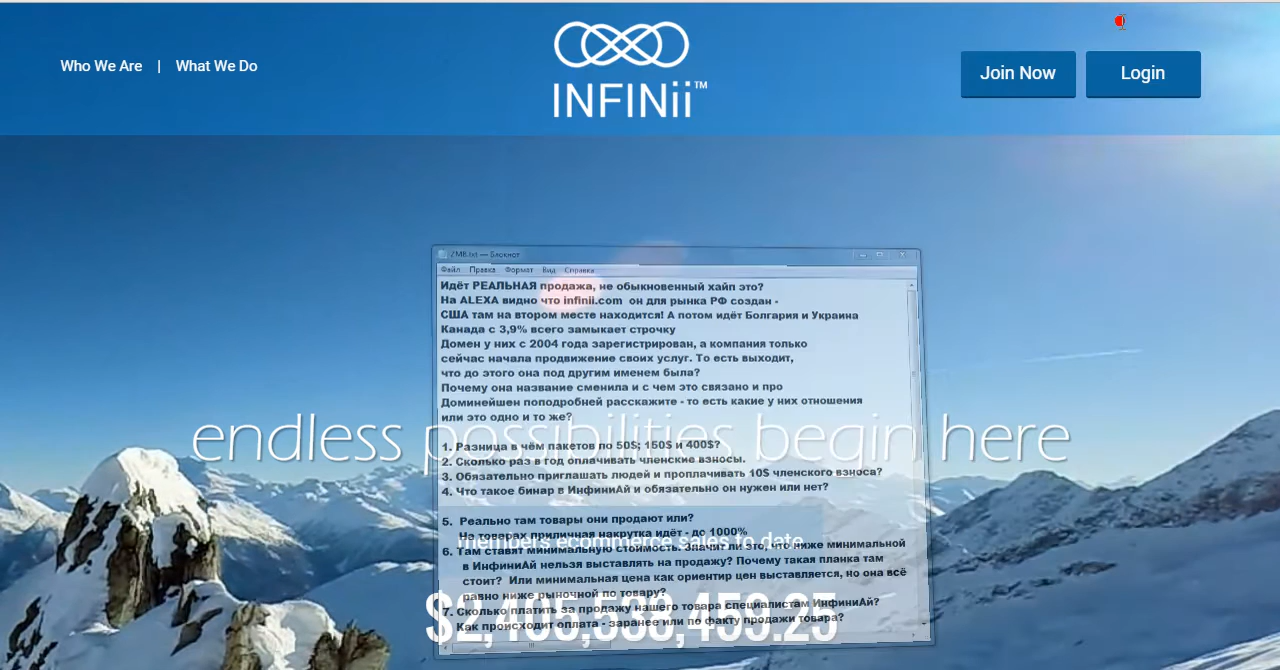 Who We Are | What We Do
INFINii™
Join Now
Login
ZMB.txt — Блокнот
Файл Правка Формат Вид Справка
Идёт РЕАЛЬНАЯ продажа, не обыкновенный хайп это?
На ALEXA видно что infinii.com он для рынка РФ создан -
США там на втором месте находится! А потом идёт Болгария и Украина
Канада с 3,9% всего замыкает строчку
Домен у них с 2004 года зарегистрирован, а компания только
сейчас начала продвижение своих услуг. То есть выходит,
что до этого она под другим именем была?
Почему она название сменила и с чем это связано и про
Доминейшен поподробней расскажите - то есть какие у них отношения
или это одно и то же?
endless possibilities begin here
1. Разница в чём пакетов по 50$; 150$ и 400$?
2. Сколько раз в год оплачивать членские взносы.
3. Обязательно приглашать людей и проплачивать 10$ членского взноса?
4. Что такое бинар в ИнфиниАй и обязательно он нужен или нет?
5. Реально там товары они продают или?
На товарах приличная накрутка идёт - до 1000%
members ecommerce sales to date
6. Там ставят минимальную стоимость. Значит ли это, что ниже минимальной
в ИнфиниАй нельзя выставлять на продажу? Почему такая планка там
стоит? Или минимальная цена как ориентир цен выставляется, но она всё
равно ниже рыночной по товару?
7. Сколько платить за продажу нашего товара специалистам ИнфиниАй?
Как происходит оплата - заранее или по факту продажи товара?